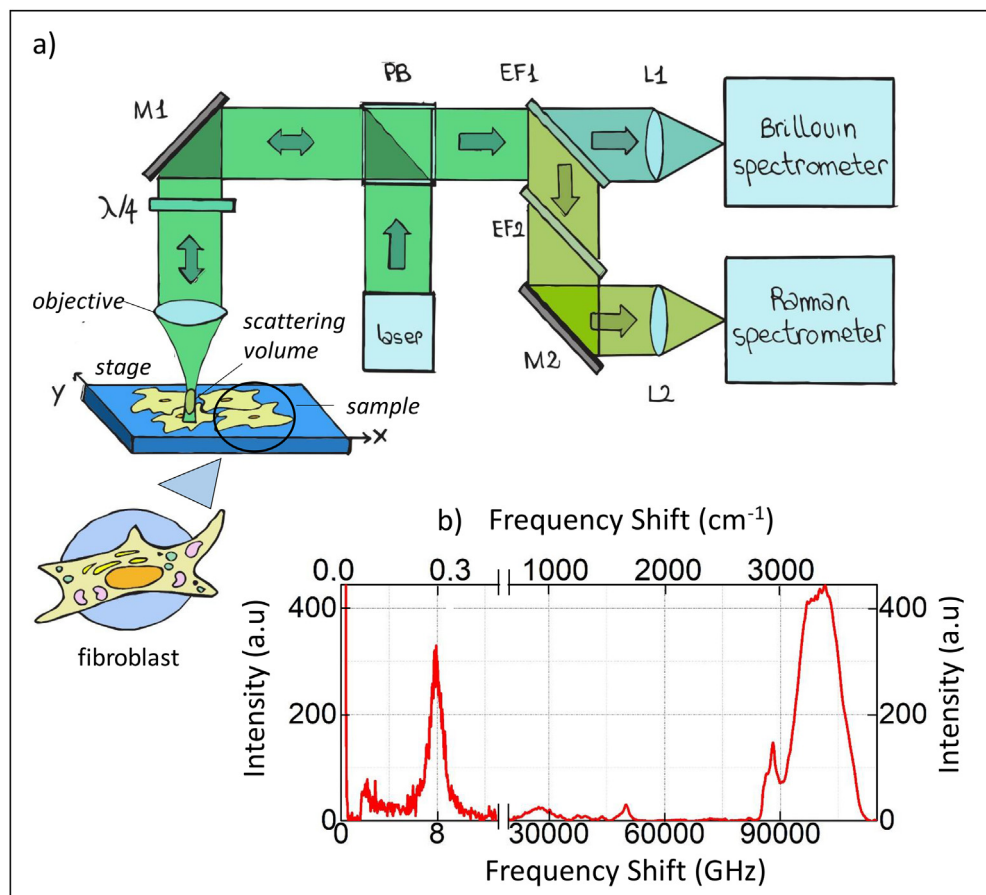 a)
PB
EF1
L1
M1
Brillouin
spectrometer
λ/4
EF2
objective
scattering
volume
laser
Raman
spectrometer
M2
L2
stage
y
sample
x
fibroblast
b) Frequency Shift (cm-1)
0.0 0.3 1000 2000 3000
400 400
200 200
0 0
Intensity (a.u)
Intensity (a.u)
0 8 30000 60000 90000
Frequency Shift (GHz)